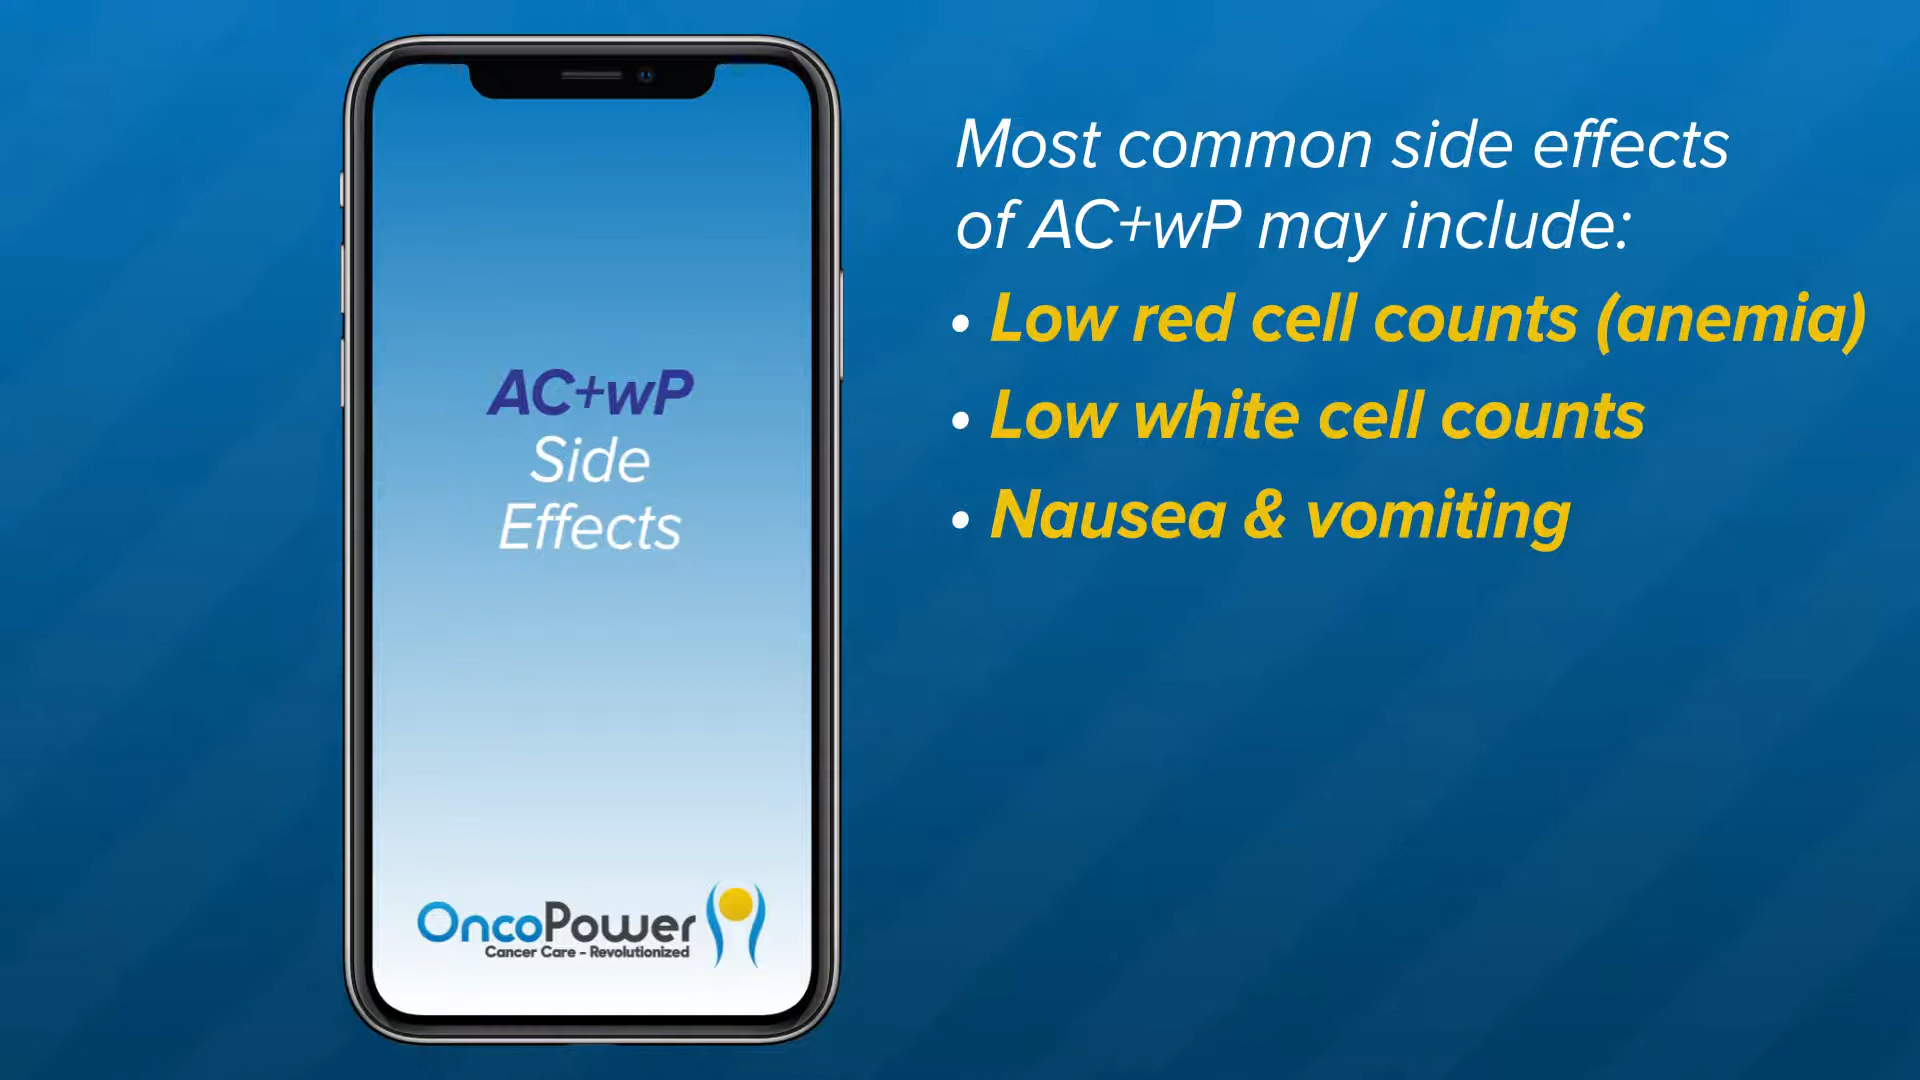 AC+wP
Side
Effects
OncoPower
Cancer Care - Revolutionized
Most common side effects
of AC+wP may include:
• Low red cell counts (anemia)
• Low white cell counts
• Nausea & vomiting